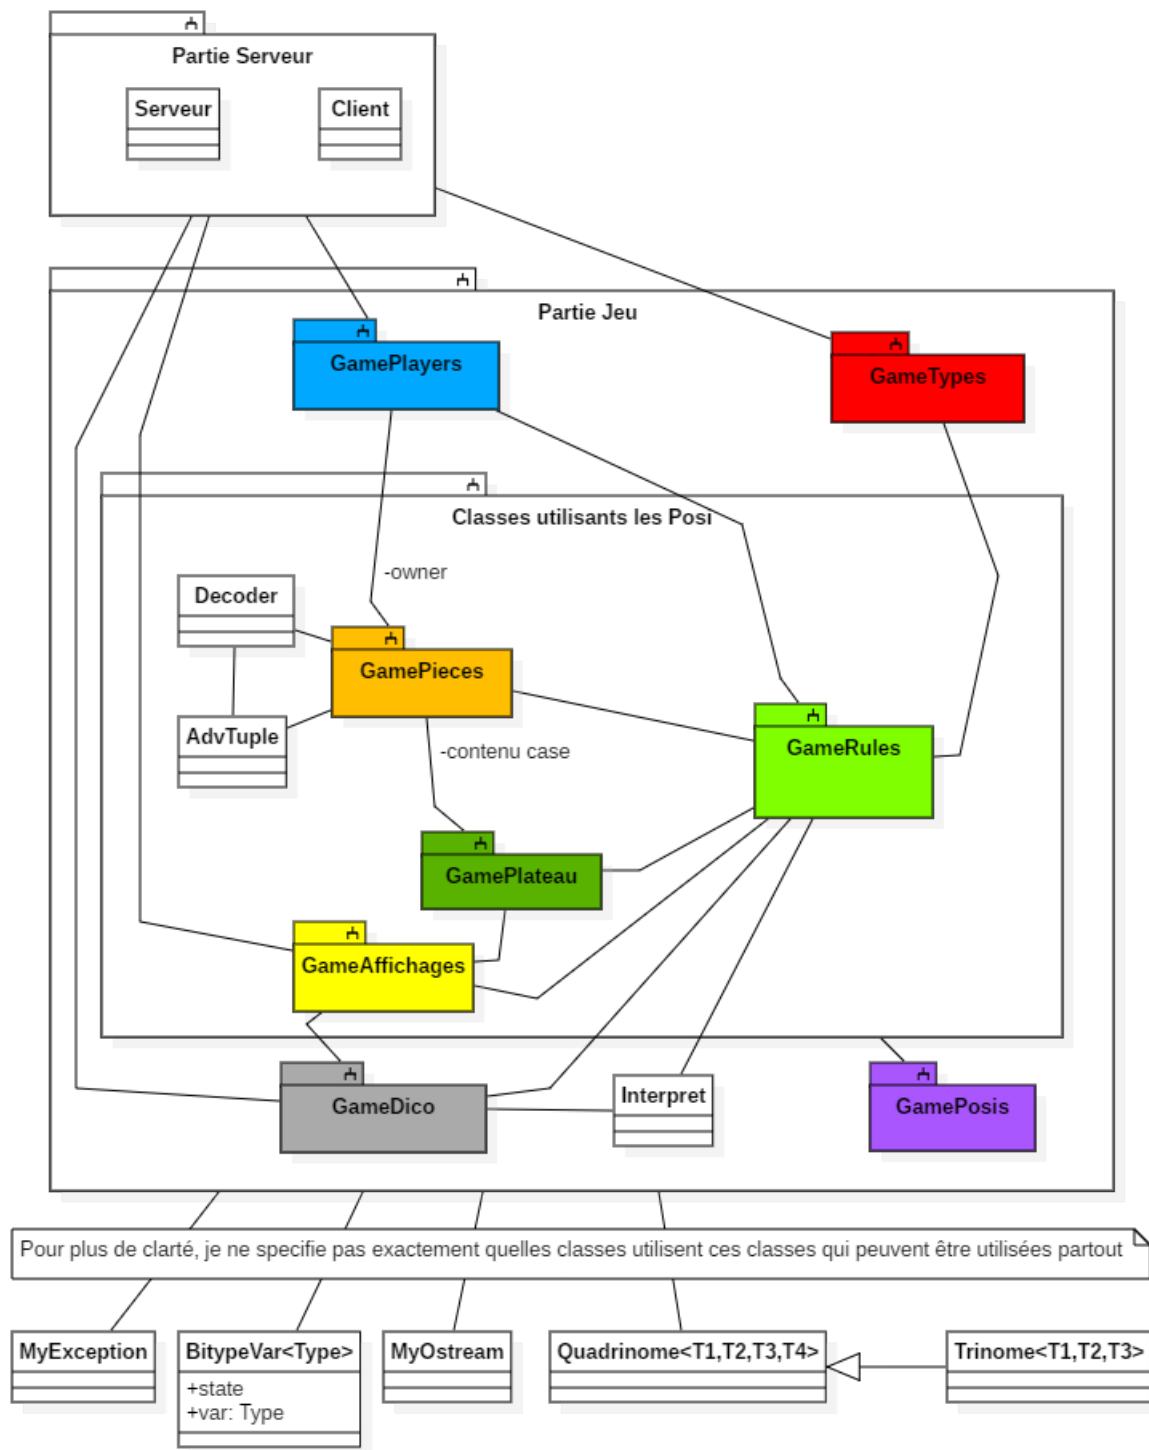 Partie Serveur
Serveur
Client
Partie Jeu
GamePlayers
GameTypes
Classes utilisants les Posi
-owner
Decoder
GamePieces
AdvTuple
-contenu case
GameRules
GamePlateau
GameAffichages
GameDico
Interpret
GamePosis
Pour plus de clarté, je ne specifie pas exactement quelles classes utilisent ces classes qui peuvent être utilisées partout
MyException
BitypeVar<Type>
+state
+var: Type
MyOstream
Quadrinome<T1,T2,T3,T4>
Trinome<T1,T2,T3>